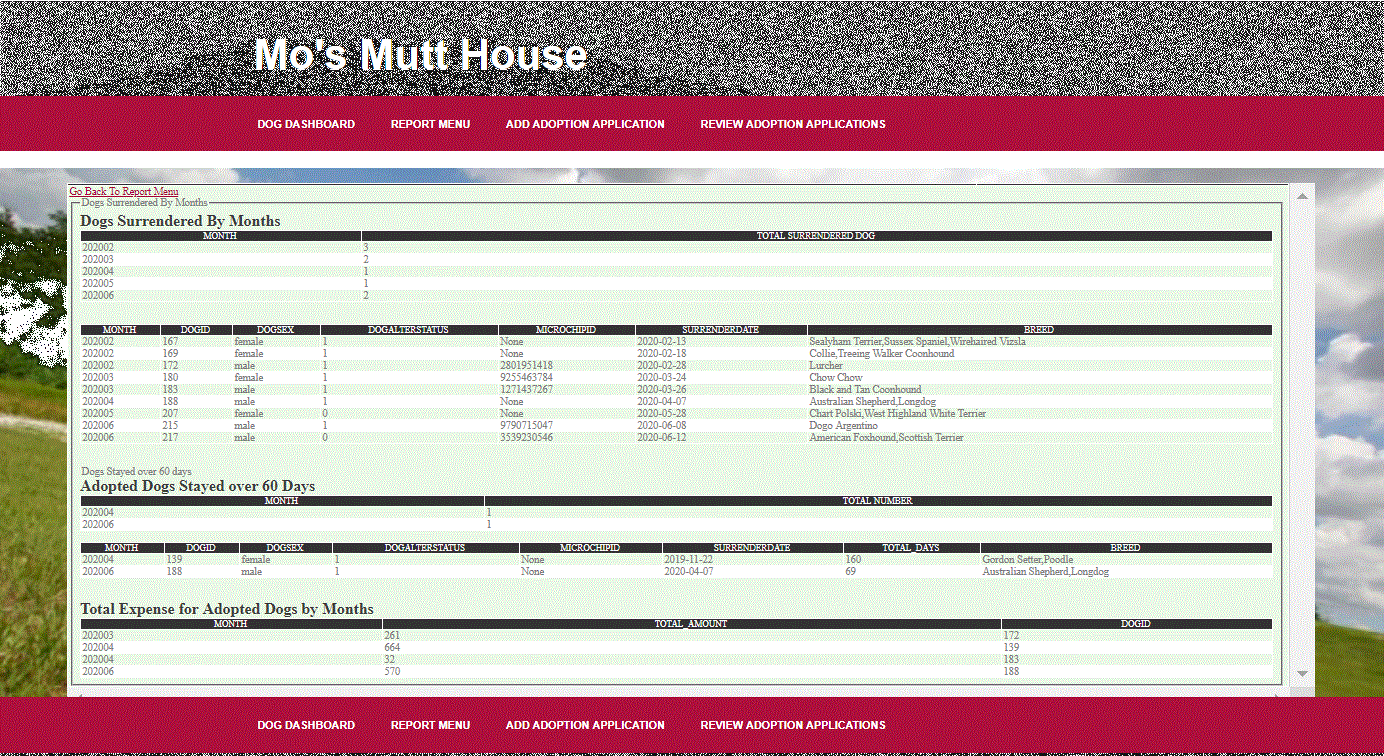 Mo's Mutt House
DOG DASHBOARD REPORT MENU ADD ADOPTION APPLICATION REVIEW ADOPTION APPLICATIONS
Go Back To Report Menu
Dogs Surrendered By Months
Dogs Surrendered By Months
MONTH TOTAL SURRENDERED DOG
202002 3
202003 2
202004 1
202005 1
202006 2
MONTH DOGID DOGSEX DOGALTERSTATUS MICROCHIPID SURRENDERDATE BREED
202002 167 female 1 None 2020-02-13 Sealyham Terrier,Sussex Spaniel,Wirehaired Vizsla
202002 169 female 1 None 2020-02-18 Collie,Treeing Walker Coonhound
202002 172 male 1 2801951418 2020-02-28 Lurcher
202003 180 female 1 9255463784 2020-03-24 Chow Chow
202003 183 male 1 1271437267 2020-03-26 Black and Tan Coonhound
202004 188 male 1 None 2020-04-07 Australian Shepherd,Longdog
202005 207 female 0 None 2020-05-28 Chart Polski,West Highland White Terrier
202006 215 male 1 9790715047 2020-06-08 Dogo Argentino
202006 217 male 0 3539230546 2020-06-12 American Foxhound,Scottish Terrier
Dogs Stayed over 60 days
Adopted Dogs Stayed over 60 Days
MONTH TOTAL NUMBER
202004 1
202006 1
MONTH DOGID DOGSEX DOGALTERSTATUS MICROCHIPID SURRENDERDATE TOTAL_DAYS BREED
202004 139 female 1 None 2019-11-22 160 Gordon Setter,Poodle
202006 188 male 1 None 2020-04-07 69 Australian Shepherd,Longdog
Total Expense for Adopted Dogs by Months
MONTH TOTAL_AMOUNT DOGID
202003 261 172
202004 664 139
202004 32 183
202006 570 188
DOG DASHBOARD REPORT MENU ADD ADOPTION APPLICATION REVIEW ADOPTION APPLICATIONS